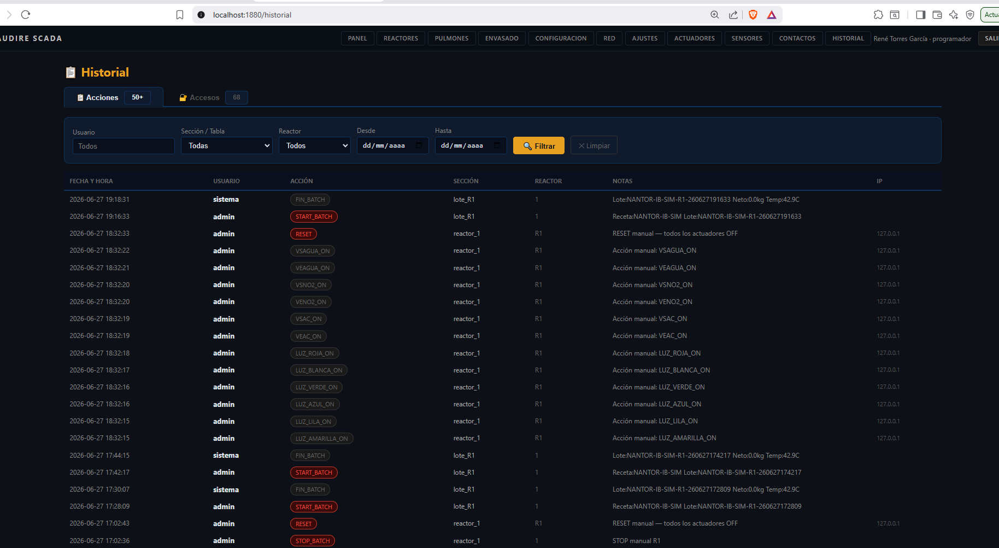 localhost:1880/historial
Actu
AUDIRE SCADA
PANEL REACTORES PULMONES ENVASADO CONFIGURACION RED AJUSTES ACTUADORES SENSORES CONTACTOS HISTORIAL René Torres García · programador SALI
Historial
Acciones 50+ Accesos 68
Usuario Sección / Tabla Reactor Desde Hasta
Todos Todas Todos dd/mm/aaaa dd/mm/aaaa Filtrar × Limpiar
FECHA Y HORA USUARIO ACCIÓN SECCIÓN REACTOR NOTAS IP
2026-06-27 19:18:31 sistema FIN_BATCH lote_R1 1 Lote:NANTOR-IB-SIM-R1-260627191633 Neto:0.0kg Temp:42.9C
2026-06-27 19:16:33 admin START_BATCH lote_R1 1 Receta:NANTOR-IB-SIM Lote:NANTOR-IB-SIM-R1-260627191633
2026-06-27 18:32:33 admin RESET reactor_1 R1 RESET manual — todos los actuadores OFF 127.0.0.1
2026-06-27 18:32:22 admin VSAGUA_ON reactor_1 R1 Acción manual: VSAGUA_ON 127.0.0.1
2026-06-27 18:32:21 admin VEAGUA_ON reactor_1 R1 Acción manual: VEAGUA_ON 127.0.0.1
2026-06-27 18:32:20 admin VSNO2_ON reactor_1 R1 Acción manual: VSNO2_ON 127.0.0.1
2026-06-27 18:32:20 admin VENO2_ON reactor_1 R1 Acción manual: VENO2_ON 127.0.0.1
2026-06-27 18:32:19 admin VSAC_ON reactor_1 R1 Acción manual: VSAC_ON 127.0.0.1
2026-06-27 18:32:19 admin VEAC_ON reactor_1 R1 Acción manual: VEAC_ON 127.0.0.1
2026-06-27 18:32:18 admin LUZ_ROJA_ON reactor_1 R1 Acción manual: LUZ_ROJA_ON 127.0.0.1
2026-06-27 18:32:17 admin LUZ_BLANCA_ON reactor_1 R1 Acción manual: LUZ_BLANCA_ON 127.0.0.1
2026-06-27 18:32:16 admin LUZ_VERDE_ON reactor_1 R1 Acción manual: LUZ_VERDE_ON 127.0.0.1
2026-06-27 18:32:16 admin LUZ_AZUL_ON reactor_1 R1 Acción manual: LUZ_AZUL_ON 127.0.0.1
2026-06-27 18:32:15 admin LUZ_LILA_ON reactor_1 R1 Acción manual: LUZ_LILA_ON 127.0.0.1
2026-06-27 18:32:15 admin LUZ_AMARILLA_ON reactor_1 R1 Acción manual: LUZ_AMARILLA_ON 127.0.0.1
2026-06-27 17:44:15 sistema FIN_BATCH lote_R1 1 Lote:NANTOR-IB-SIM-R1-260627174217 Neto:0.0kg Temp:42.9C
2026-06-27 17:42:17 admin START_BATCH lote_R1 1 Receta:NANTOR-IB-SIM Lote:NANTOR-IB-SIM-R1-260627174217
2026-06-27 17:30:07 sistema FIN_BATCH lote_R1 1 Lote:NANTOR-IB-SIM-R1-260627172809 Neto:0.0kg Temp:42.9C
2026-06-27 17:28:09 admin START_BATCH lote_R1 1 Receta:NANTOR-IB-SIM Lote:NANTOR-IB-SIM-R1-260627172809
2026-06-27 17:02:43 admin RESET reactor_1 R1 RESET manual — todos los actuadores OFF 127.0.0.1
2026-06-27 17:02:36 admin STOP_BATCH reactor_1 1 STOP manual R1